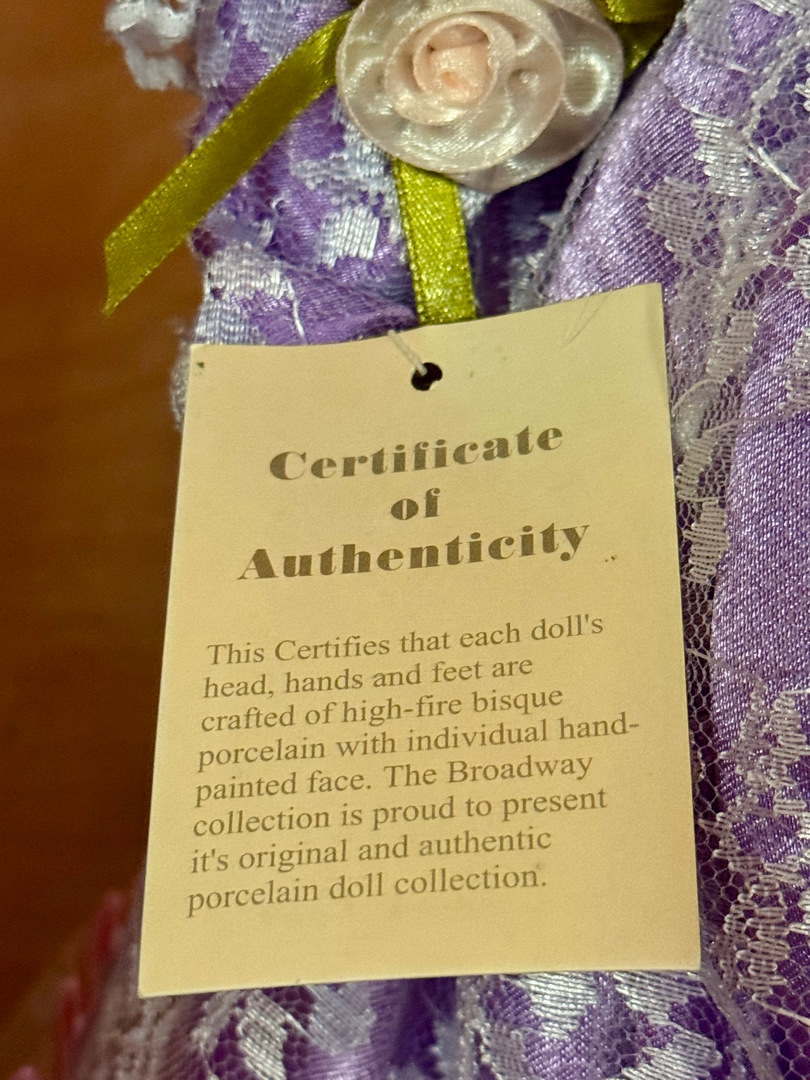 Certificate
of
Authenticity
This Certifies that each doll's
head, hands and feet are
crafted of high-fire bisque
porcelain with individual hand-
painted face. The Broadway
collection is proud to present
it's original and authentic
porcelain doll collection.